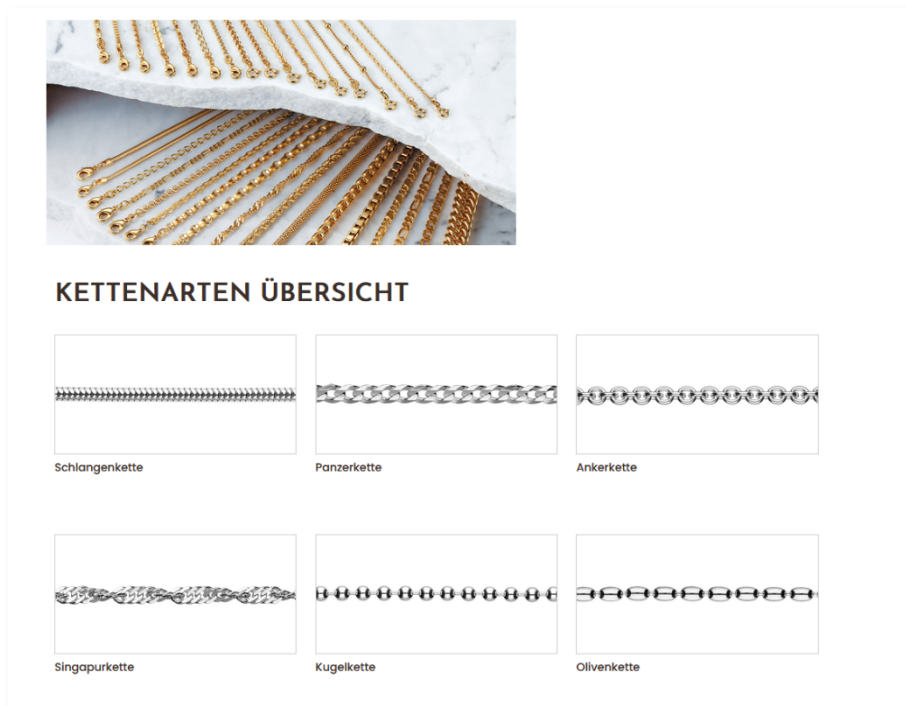 KETTENARTEN ÜBERSICHT
Schlangenkette
Panzerkette
Ankerkette
Singapurkette
Kugelkette
Olivenkette